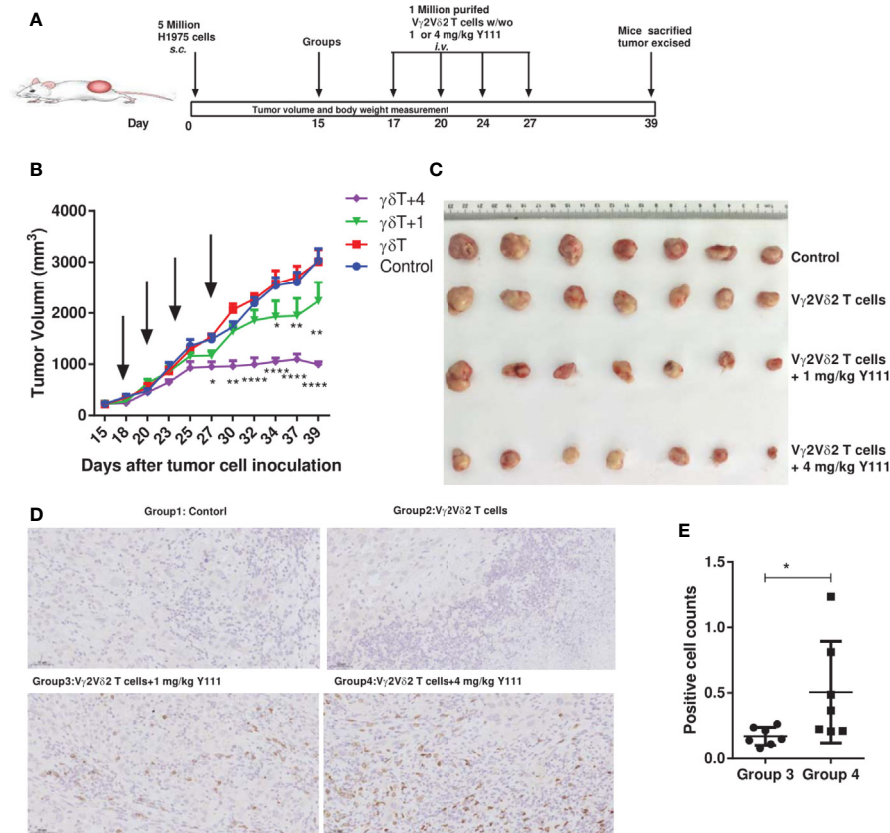 A
5 Million
H1975 cells
s.c.
Groups
1 Million purifed
Vγ2Vδ2 T cells w/wo
1 or 4 mg/kg Y111
i.v.
Mice sacrified
tumor excised
Tumor volume and body weight measurement
Day
0 15 17 20 24 27 39
B
Tumor Volumn (mm³)
4000
3000
2000
1000
0
γδT+4
γδT+1
γδT
Control
* ** **
* ** **** **** **** ****
15 18 20 23 25 27 30 32 34 37 39
Days after tumor cell inoculation
C
Control
Vγ2Vδ2 T cells
Vγ2Vδ2 T cells
+ 1 mg/kg Y111
Vγ2Vδ2 T cells
+ 4 mg/kg Y111
D
Group1: Contorl
Group2:Vγ2Vδ2 T cells
Group3:Vγ2Vδ2 T cells+1 mg/kg Y111
Group4:Vγ2Vδ2 T cells+4 mg/kg Y111
E
Positive cell counts
1.5
1.0
0.5
0.0
*
Group 3 Group 4